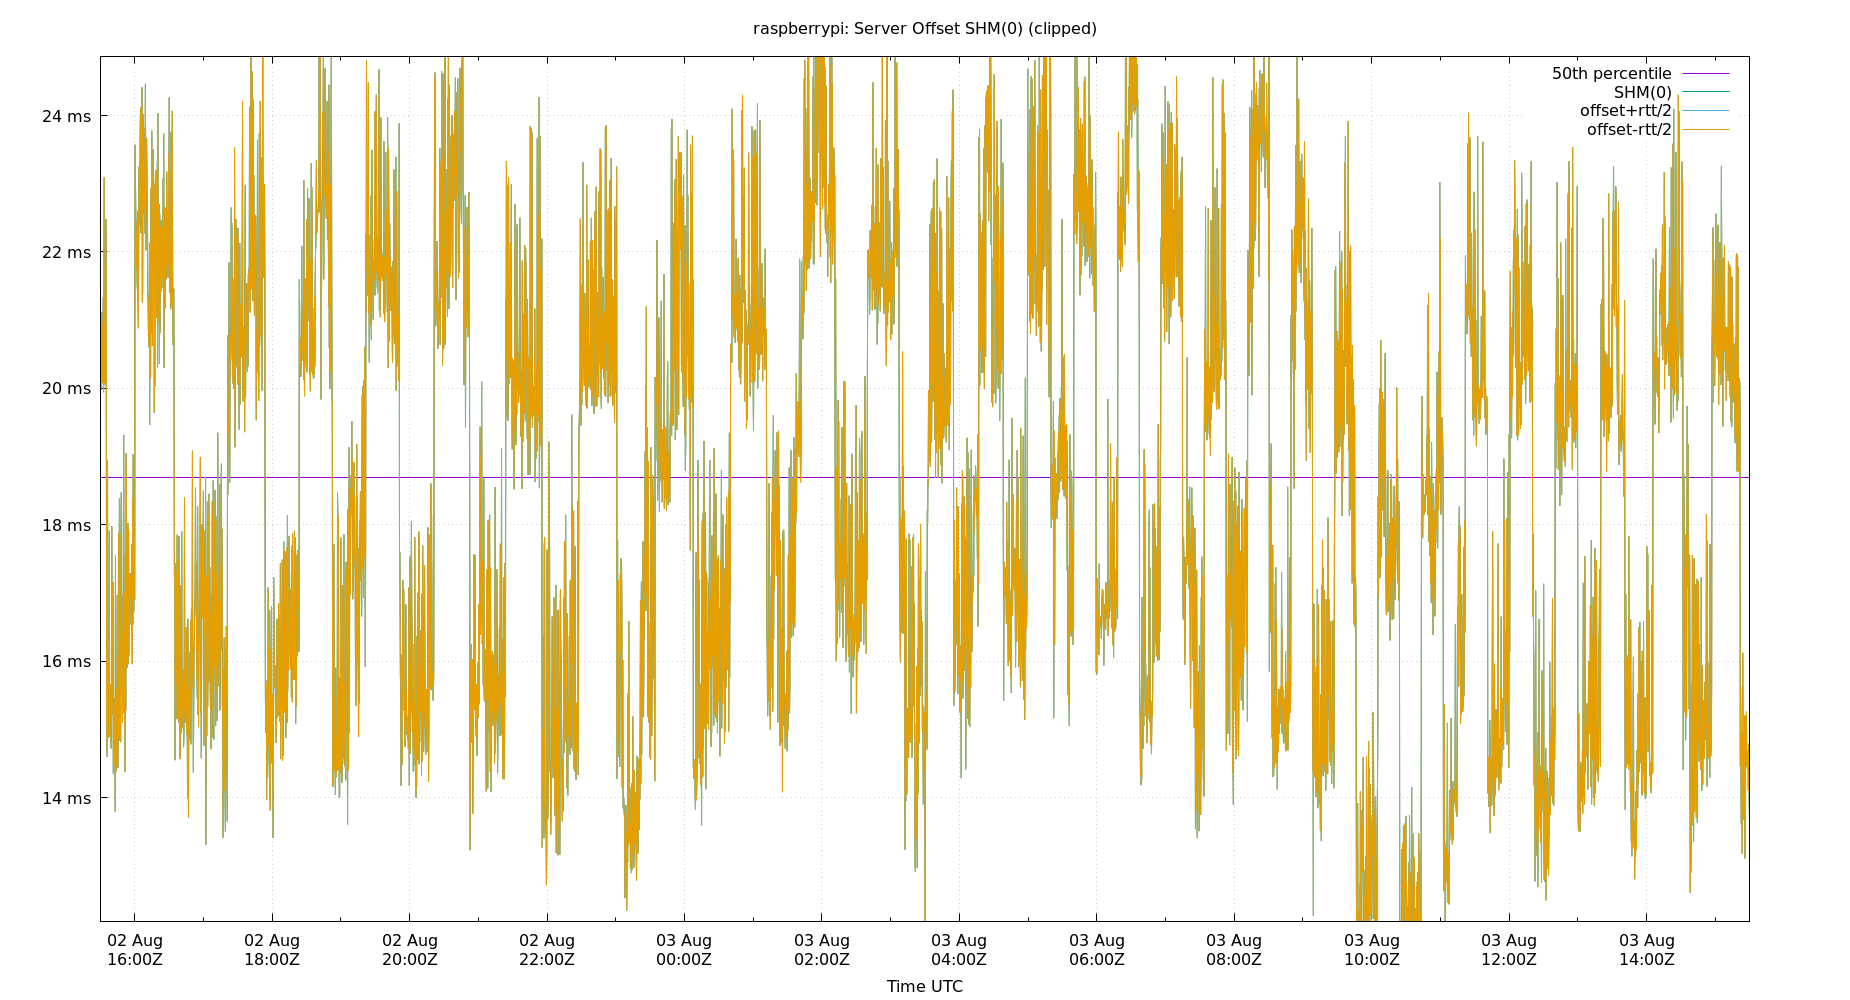 raspberrypi: Server Offset SHM(0) (clipped)
50th percentile
SHM(0)
offset+rtt/2
offset-rtt/2
24 ms
22 ms
20 ms
18 ms
16 ms
14 ms
02 Aug 02 Aug 02 Aug 02 Aug 03 Aug 03 Aug 03 Aug 03 Aug 03 Aug 03 Aug 03 Aug 03 Aug
16:00Z 18:00Z 20:00Z 22:00Z 00:00Z 02:00Z 04:00Z 06:00Z 08:00Z 10:00Z 12:00Z 14:00Z
Time UTC